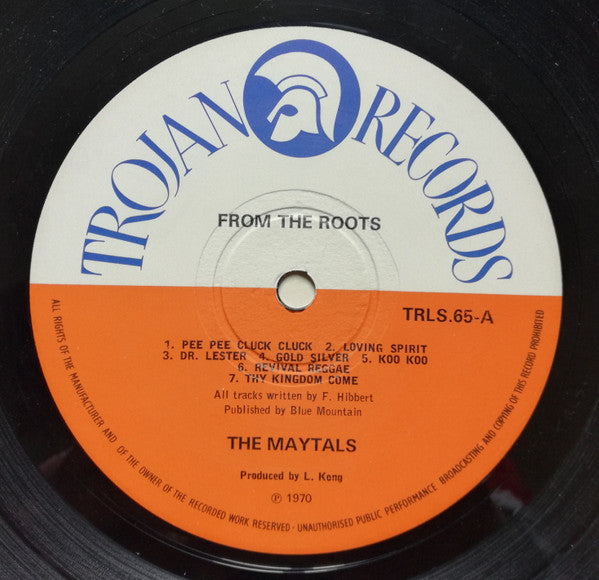 TROJAN RECORDS
FROM THE ROOTS
TRLS.65-A
1. PEE PEE CLUCK CLUCK 2. LOVING SPIRIT
3. DR. LESTER 4. GOLD SILVER 5. KOO KOO
6. REVIVAL REGGAE
7. THY KINGDOM COME
All tracks written by F. Hibbert
Published by Blue Mountain
THE MAYTALS
Produced by L. Kong
℗ 1970
ALL RIGHTS OF THE MANUFACTURER AND OF THE OWNER OF THE RECORDED WORK RESERVED - UNAUTHORISED PUBLIC PERFORMANCE BROADCASTING AND COPYING OF THIS RECORD PROHIBITED